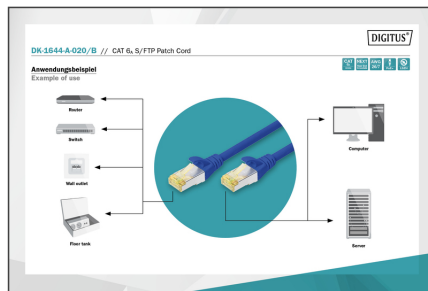 DIGITUS®
DK-1644-A-020/B // CAT 6A S/FTP Patch Cord
Anwendungsbeispiel
Example of use
Router
Switch
Wall outlet
Floor tank
Computer
Server